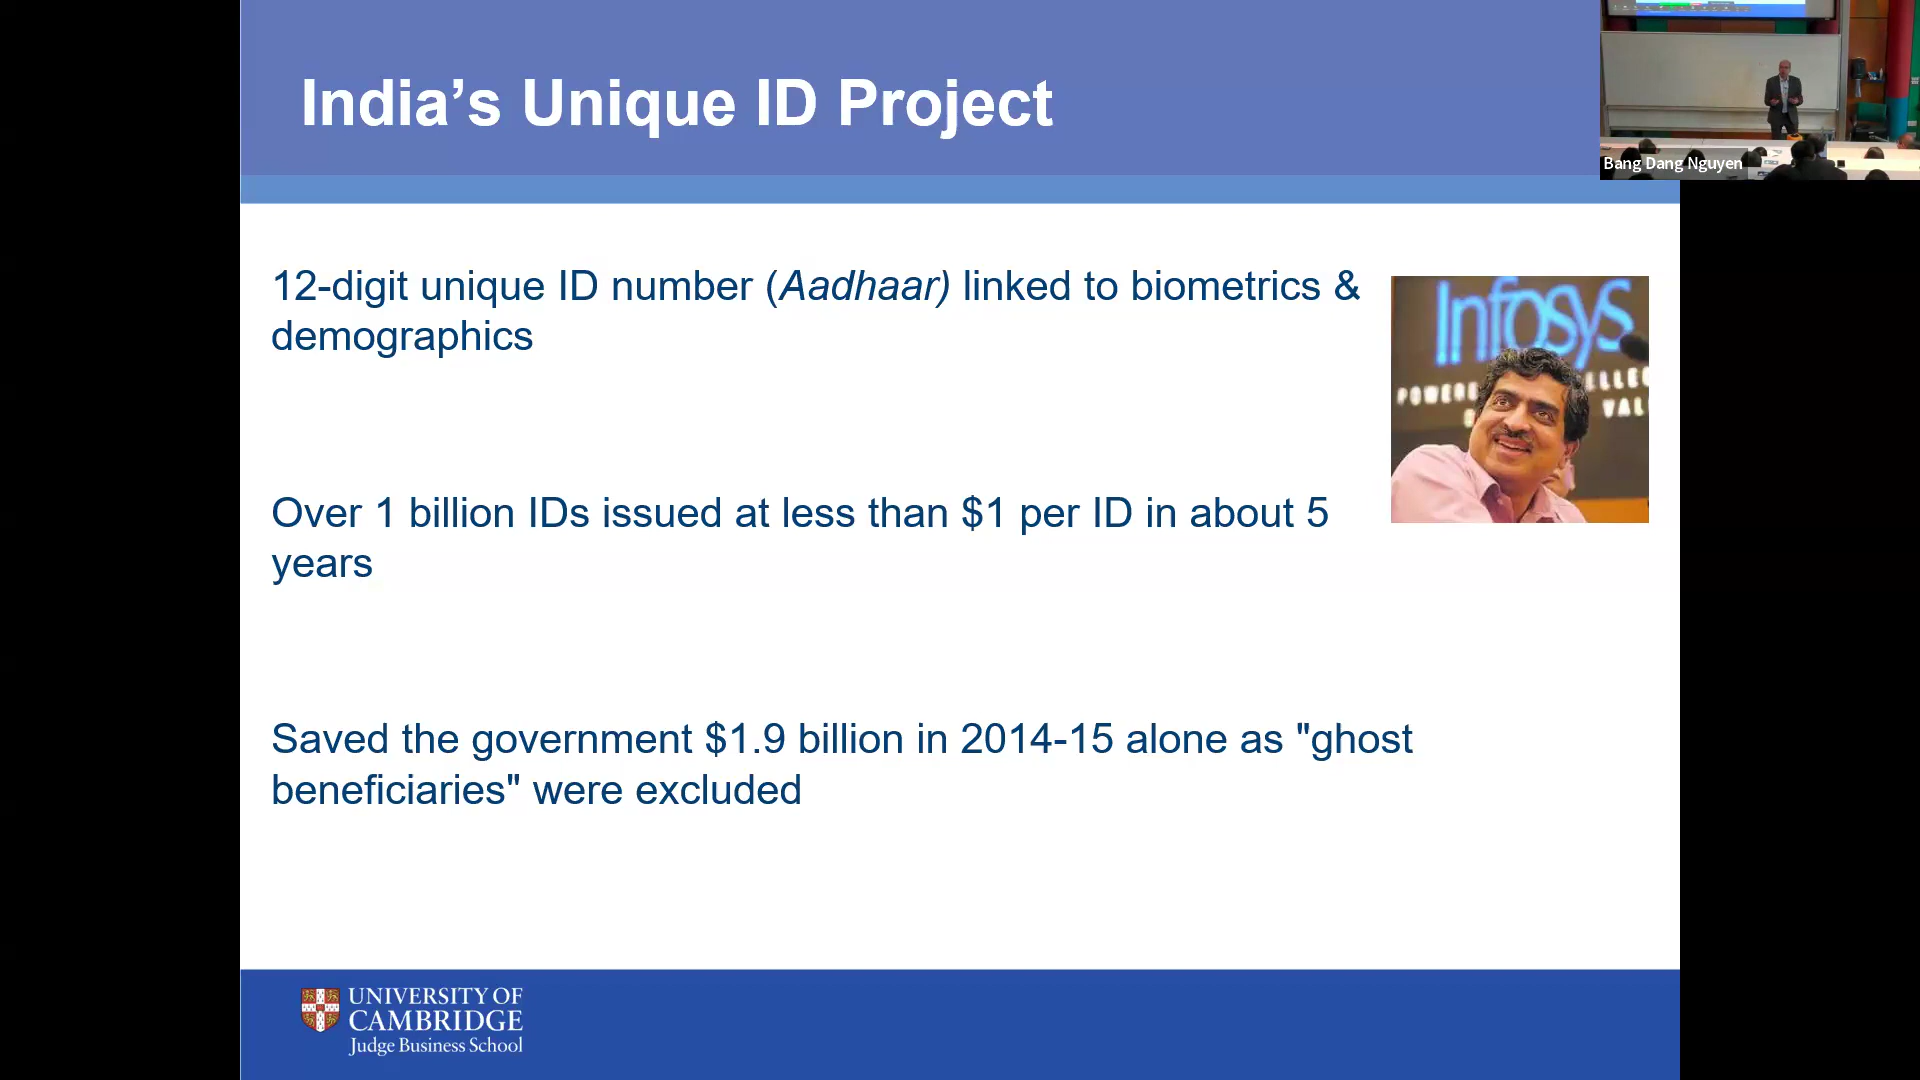 India’s Unique ID Project
Bang Dang Nguyen
12-digit unique ID number (Aadhaar) linked to biometrics &
demographics
Infosys
POWERE
ELLE
VAL
Over 1 billion IDs issued at less than $1 per ID in about 5
years
Saved the government $1.9 billion in 2014-15 alone as "ghost
beneficiaries" were excluded
UNIVERSITY OF
CAMBRIDGE
Judge Business School